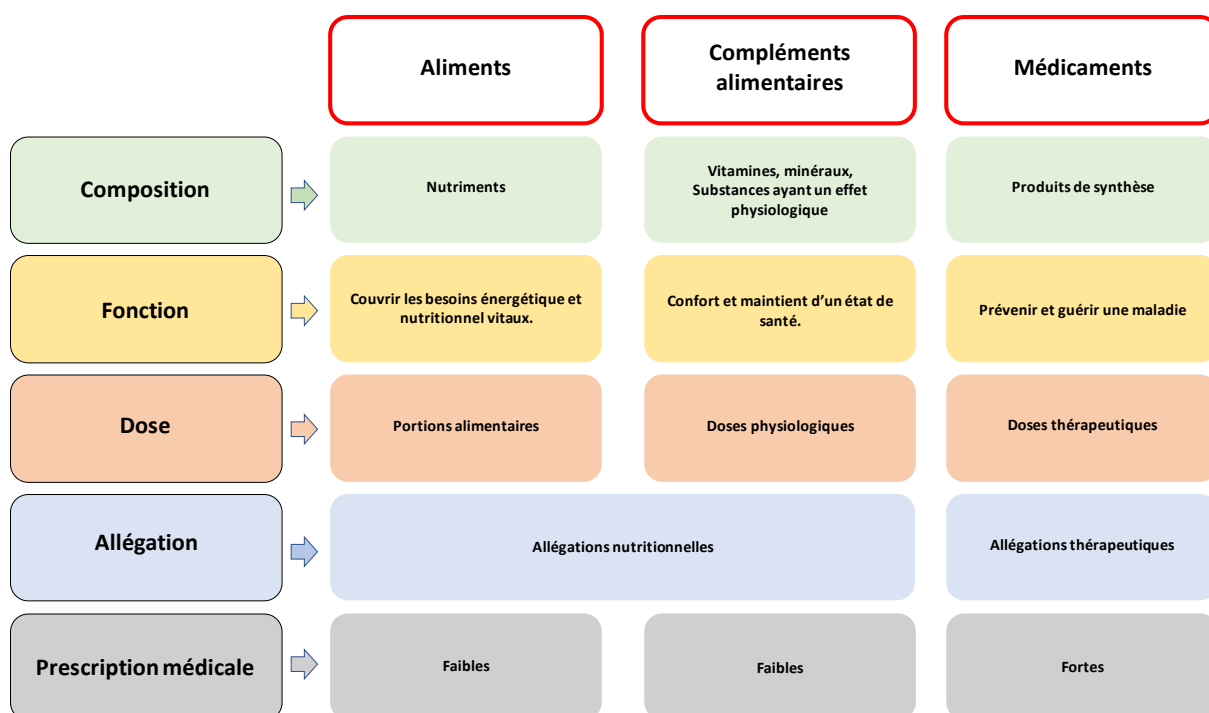 Aliments
Compléments
alimentaires
Médicaments
Composition
Nutriments
Vitamines, minéraux,
Substances ayant un effet
physiologique
Produits de synthèse
Fonction
Couvrir les besoins énergétique et
nutritionnel vitaux.
Confort et maintient d’un état de
santé.
Prévenir et guérir une maladie
Dose
Portions alimentaires
Doses physiologiques
Doses thérapeutiques
Allégation
Allégations nutritionnelles
Allégations thérapeutiques
Prescription médicale
Faibles
Faibles
Fortes